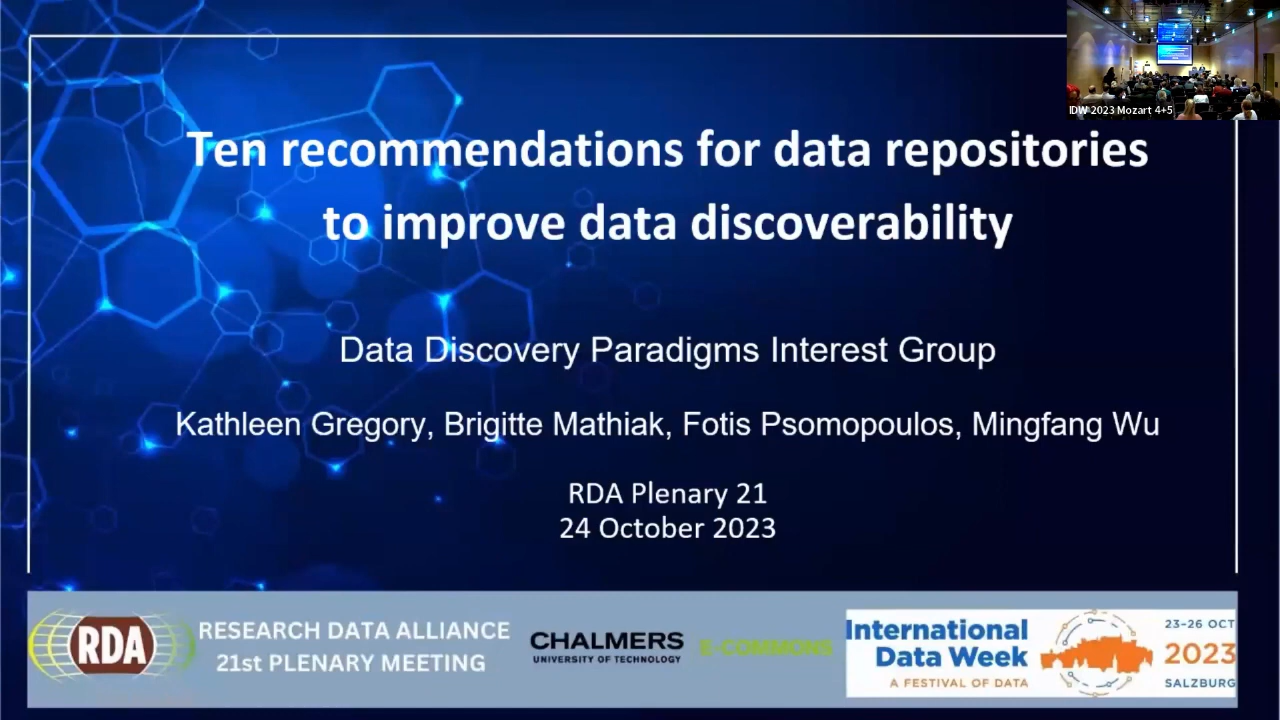 IDW 2023 Mozart 4+5
Ten recommendations for data repositories
to improve data discoverability
Data Discovery Paradigms Interest Group
Kathleen Gregory, Brigitte Mathiak, Fotis Psomopoulos, Mingfang Wu
RDA Plenary 21
24 October 2023
RDA
RESEARCH DATA ALLIANCE
21st PLENARY MEETING
CHALMERS
UNIVERSITY OF TECHNOLOGY
E-COMMONS
International
Data Week
A FESTIVAL OF DATA
23-26 OCT
2023
SALZBURG